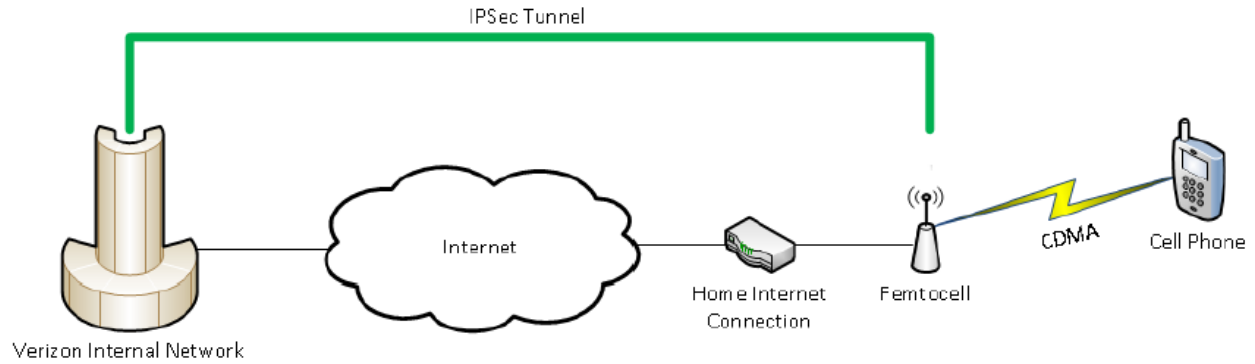 IPSec Tunnel
Internet
CDMA
Cell Phone
Home Internet
Connection
Femtocell
Verizon Internal Network